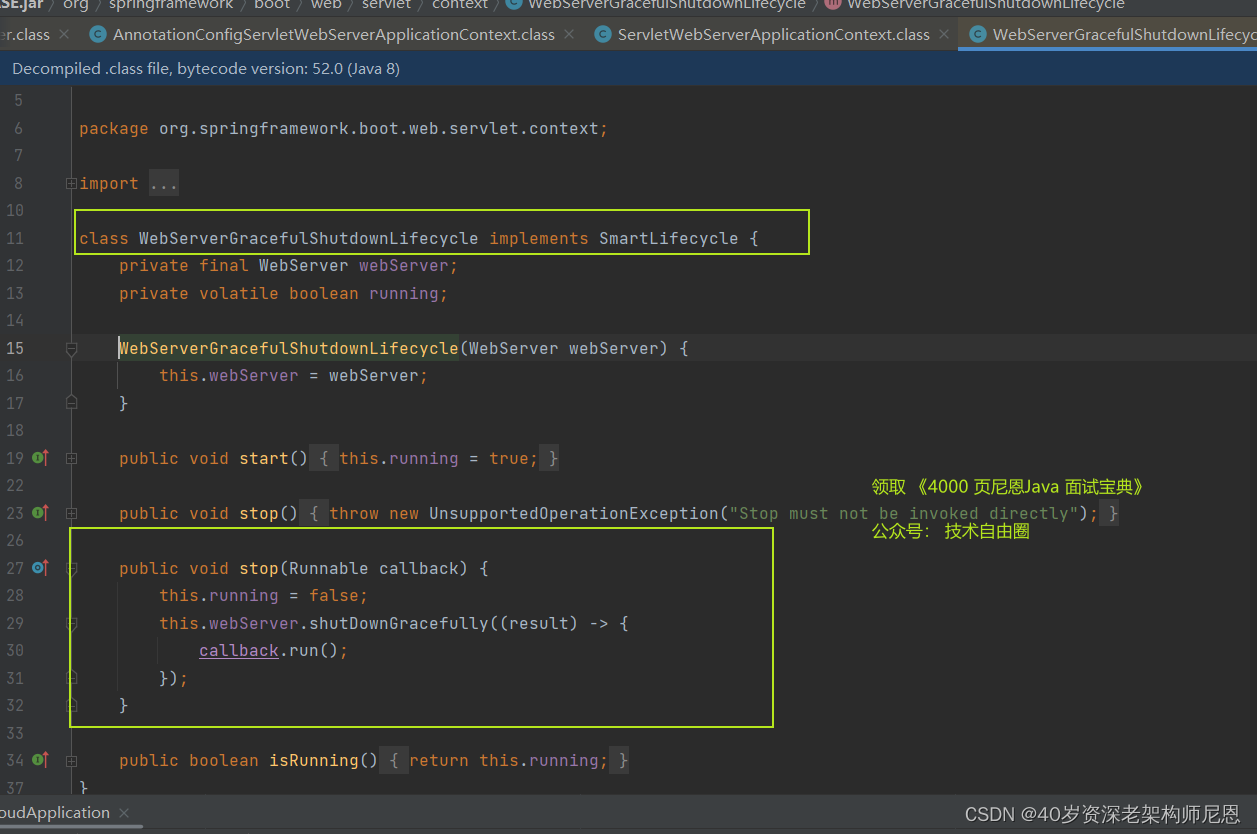 SE.jar 〉 org 〉 springframework 〉 boot 〉 web 〉 servlet 〉 context 〉 WebServerGracefulShutdownLifecycle 〉 m WebServerGracefulShutdownLifecycle
er.class × C AnnotationConfigServletWebServerApplicationContext.class × C ServletWebServerApplicationContext.class × C WebServerGracefulShutdownLifecyc
Decompiled .class file, bytecode version: 52.0 (Java 8)
5
6 package org.springframework.boot.web.servlet.context;
7
8 import ...
10
11 class WebServerGracefulShutdownLifecycle implements SmartLifecycle {
12 private final WebServer webServer;
13 private volatile boolean running;
14
15 WebServerGracefulShutdownLifecycle(WebServer webServer) {
16 this.webServer = webServer;
17 }
18
19 public void start() { this.running = true; }
22
领取 《4000 页尼恩Java 面试宝典》
23 public void stop() { throw new UnsupportedOperationException("Stop must not be invoked directly"); }
公众号： 技术自由圈
26
27 public void stop(Runnable callback) {
28 this.running = false;
29 this.webServer.shutDownGracefully((result) -> {
30 callback.run();
31 });
32 }
33
34 public boolean isRunning() { return this.running; }
37 }
oudApplication ×
CSDN @40岁资深老架构师尼恩